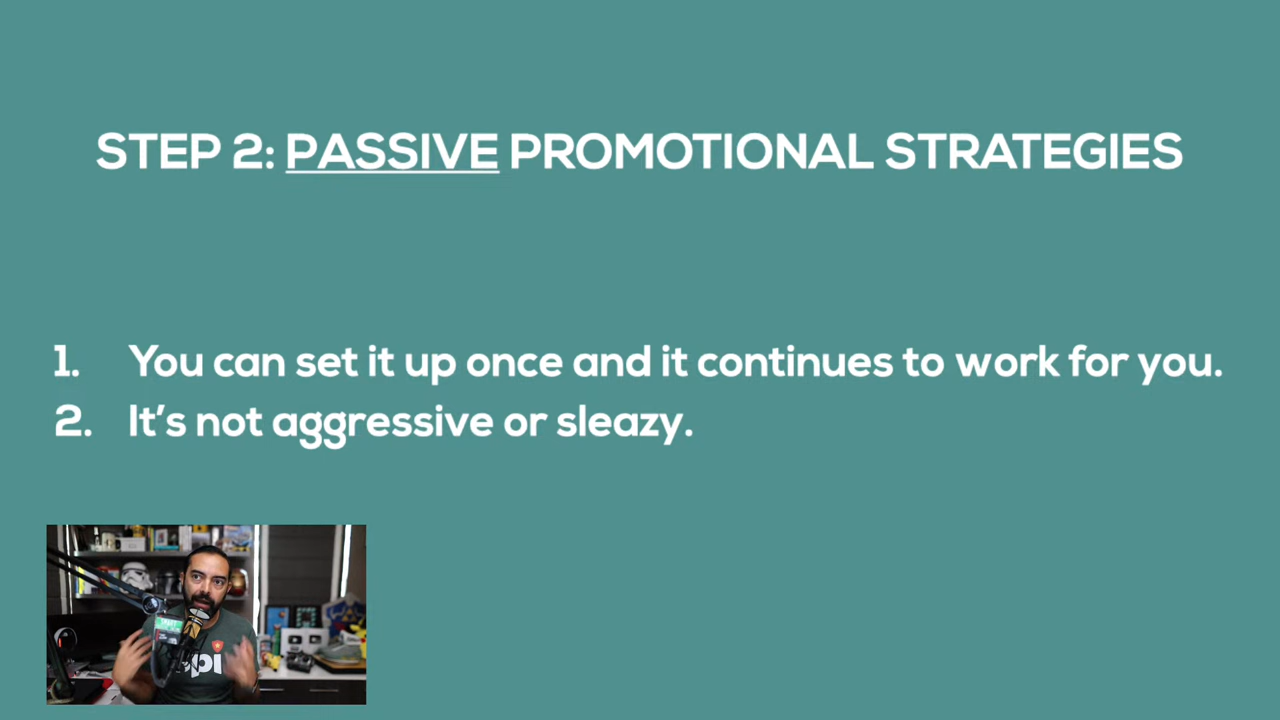 STEP 2: PASSIVE PROMOTIONAL STRATEGIES
1. You can set it up once and it continues to work for you.
2. It’s not aggressive or sleazy.
pi